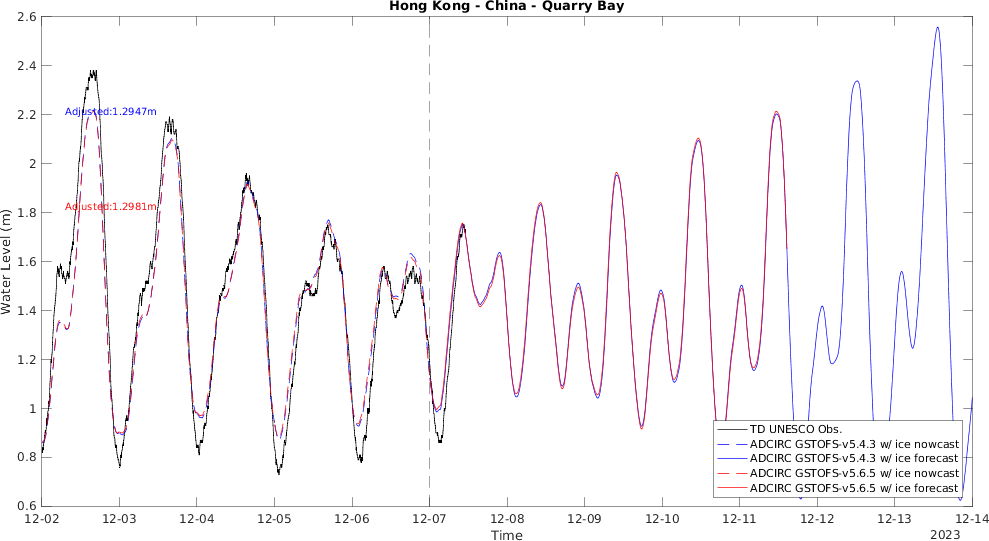 Hong Kong - China - Quarry Bay
2.6
2.4
2.2
2
1.8
1.6
1.4
1.2
1
0.8
0.6
Water Level (m)
Adjusted:1.2947m
Adjusted:1.2981m
TD UNESCO Obs.
ADCIRC GSTOFS-v5.4.3 w/ ice nowcast
ADCIRC GSTOFS-v5.4.3 w/ ice forecast
ADCIRC GSTOFS-v5.6.5 w/ ice nowcast
ADCIRC GSTOFS-v5.6.5 w/ ice forecast
12-02 12-03 12-04 12-05 12-06 12-07 12-08 12-09 12-10 12-11 12-12 12-13 12-14
Time
2023